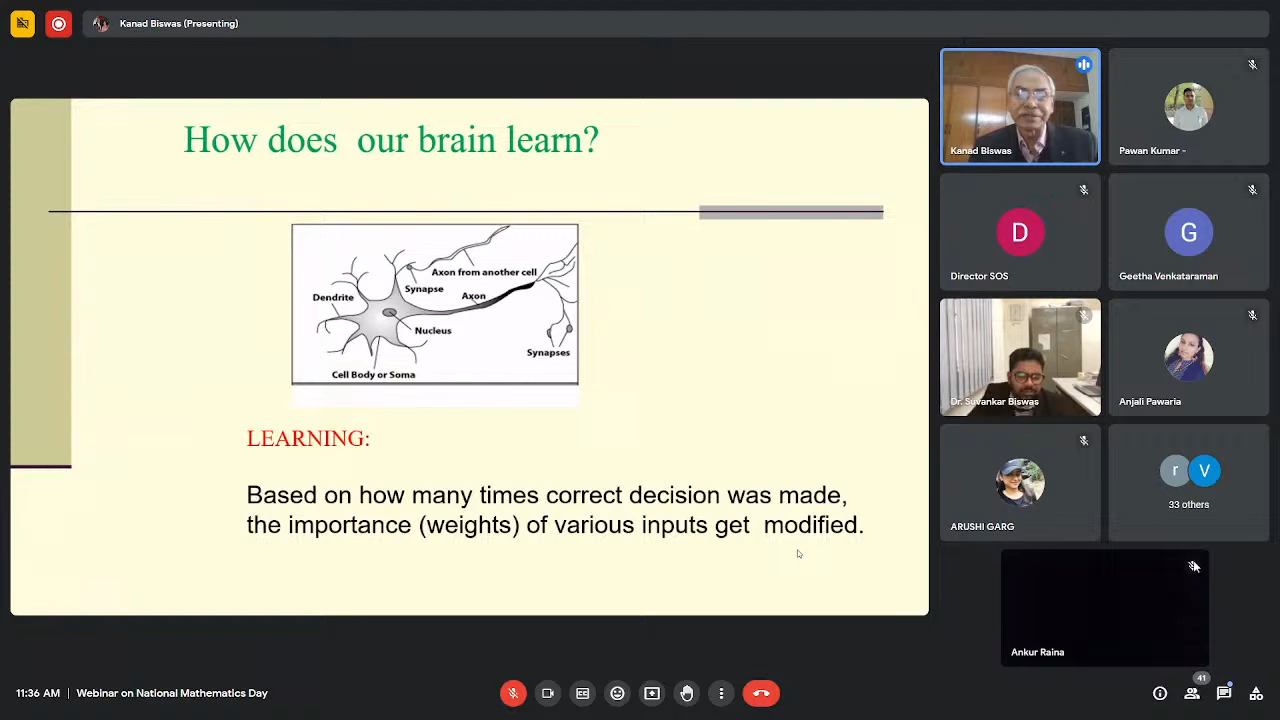 Kanad Biswas (Presenting)
How does our brain learn?
Axon from another cell
Synapse
Dendrite
Axon
Nucleus
Synapses
Cell Body or Soma
LEARNING:
Based on how many times correct decision was made,
the importance (weights) of various inputs get modified.
Kanad Biswas
Pawan Kumar -
D
Director SOS
G
Geetha Venkataraman
Dr. Suvankar Biswas
Anjali Pawaria
ARUSHI GARG
r V
33 others
Ankur Raina
11:36 AM | Webinar on National Mathematics Day
41